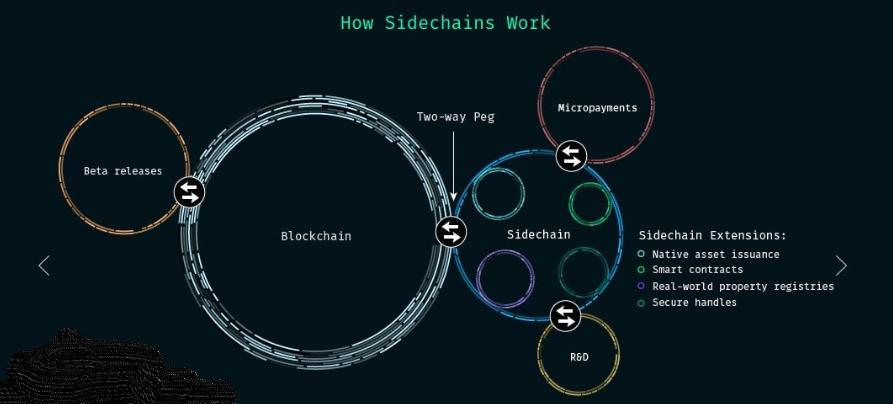 How Sidechains Work
Two-way Peg
Micropayments
Beta releases
Blockchain
Sidechain
Sidechain Extensions:
Native asset issuance
Smart contracts
Real-world property registries
Secure handles
R&D